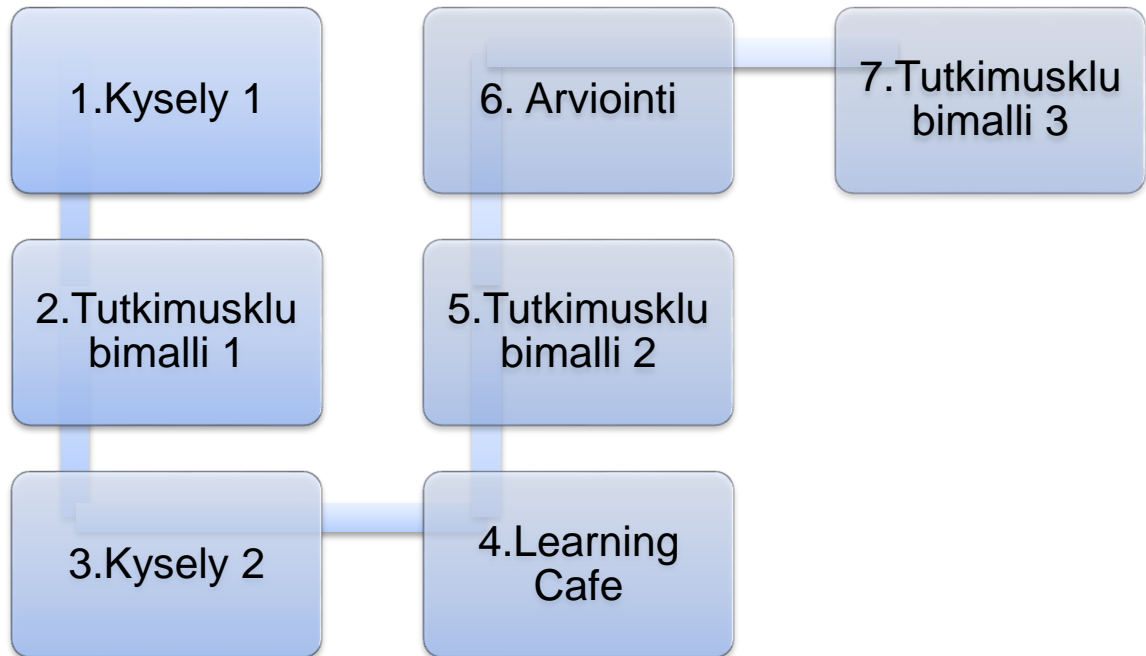 1.Kysely 1
2.Tutkimusklu
bimalli 1
3.Kysely 2
4.Learning
Cafe
5.Tutkimusklu
bimalli 2
6. Arviointi
7.Tutkimusklu
bimalli 3